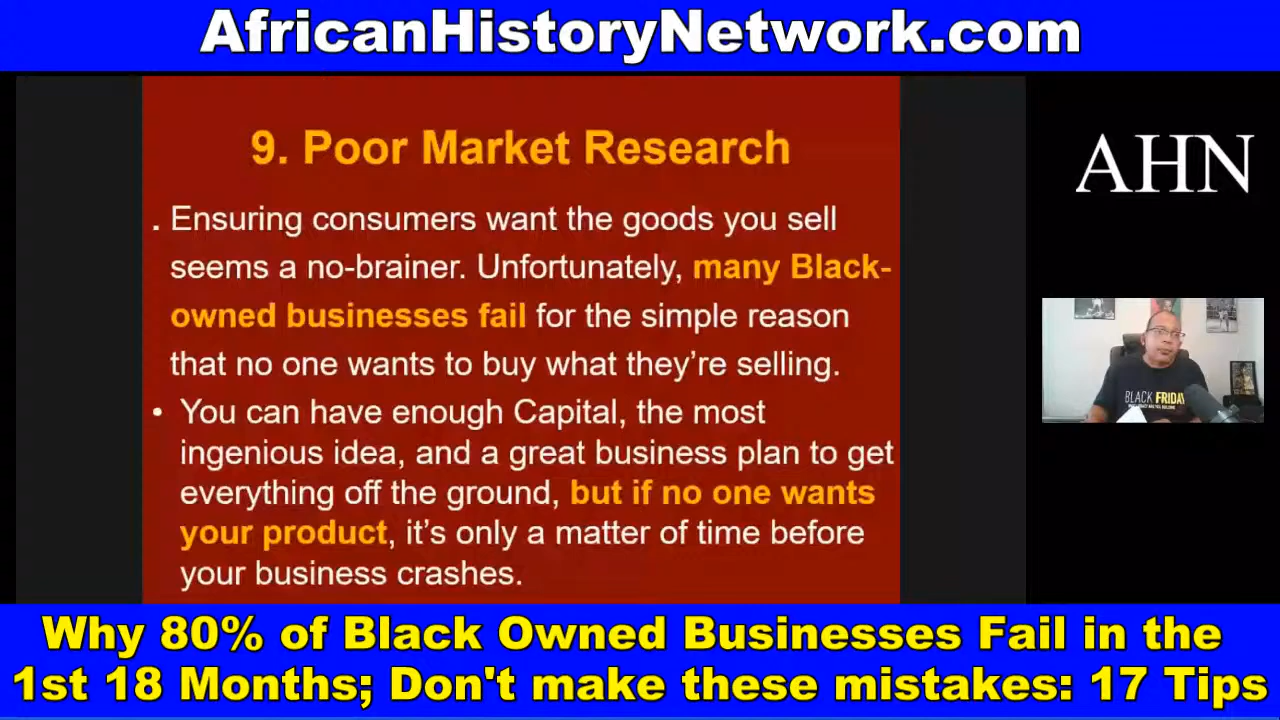 AfricanHistoryNetwork.com
9. Poor Market Research
. Ensuring consumers want the goods you sell
seems a no-brainer. Unfortunately, many Black-
owned businesses fail for the simple reason
that no one wants to buy what they’re selling.
• You can have enough Capital, the most
ingenious idea, and a great business plan to get
everything off the ground, but if no one wants
your product, it’s only a matter of time before
your business crashes.
AHN
BLACK FRIDAY
Why 80% of Black Owned Businesses Fail in the
1st 18 Months; Don't make these mistakes: 17 Tips